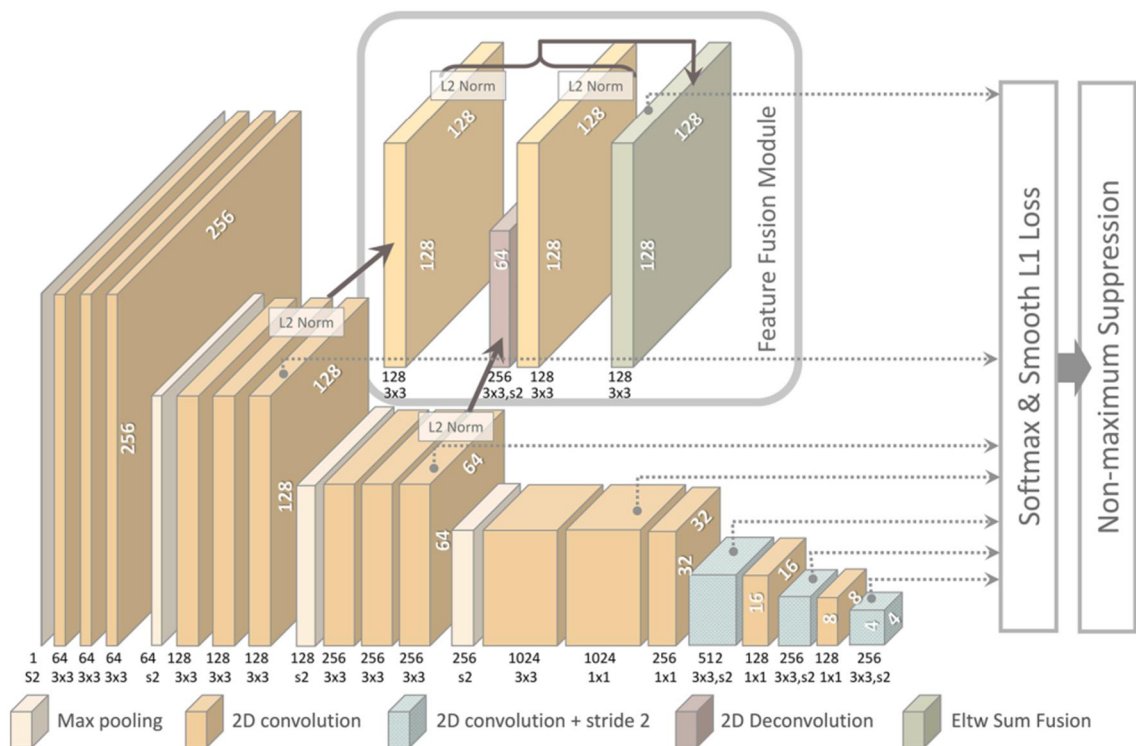 L2 Norm
L2 Norm
128
128
128
128
64
128
128
Feature Fusion Module
128
3x3
256
3x3,s2
128
3x3
128
3x3
256
256
L2 Norm
128
128
L2 Norm
64
64
32
32
16
16
8
8
4
4
Softmax & Smooth L1 Loss
Non-maximum Suppression
1 64 64 64 64 128 128 128 128 256 256 256 256 1024 1024 256 512 128 256 128 256
S2 3x3 3x3 3x3 s2 3x3 3x3 3x3 s2 3x3 3x3 3x3 s2 3x3 1x1 1x1 3x3,s2 1x1 3x3,s2 1x1 3x3,s2
Max pooling
2D convolution
2D convolution + stride 2
2D Deconvolution
Eltw Sum Fusion